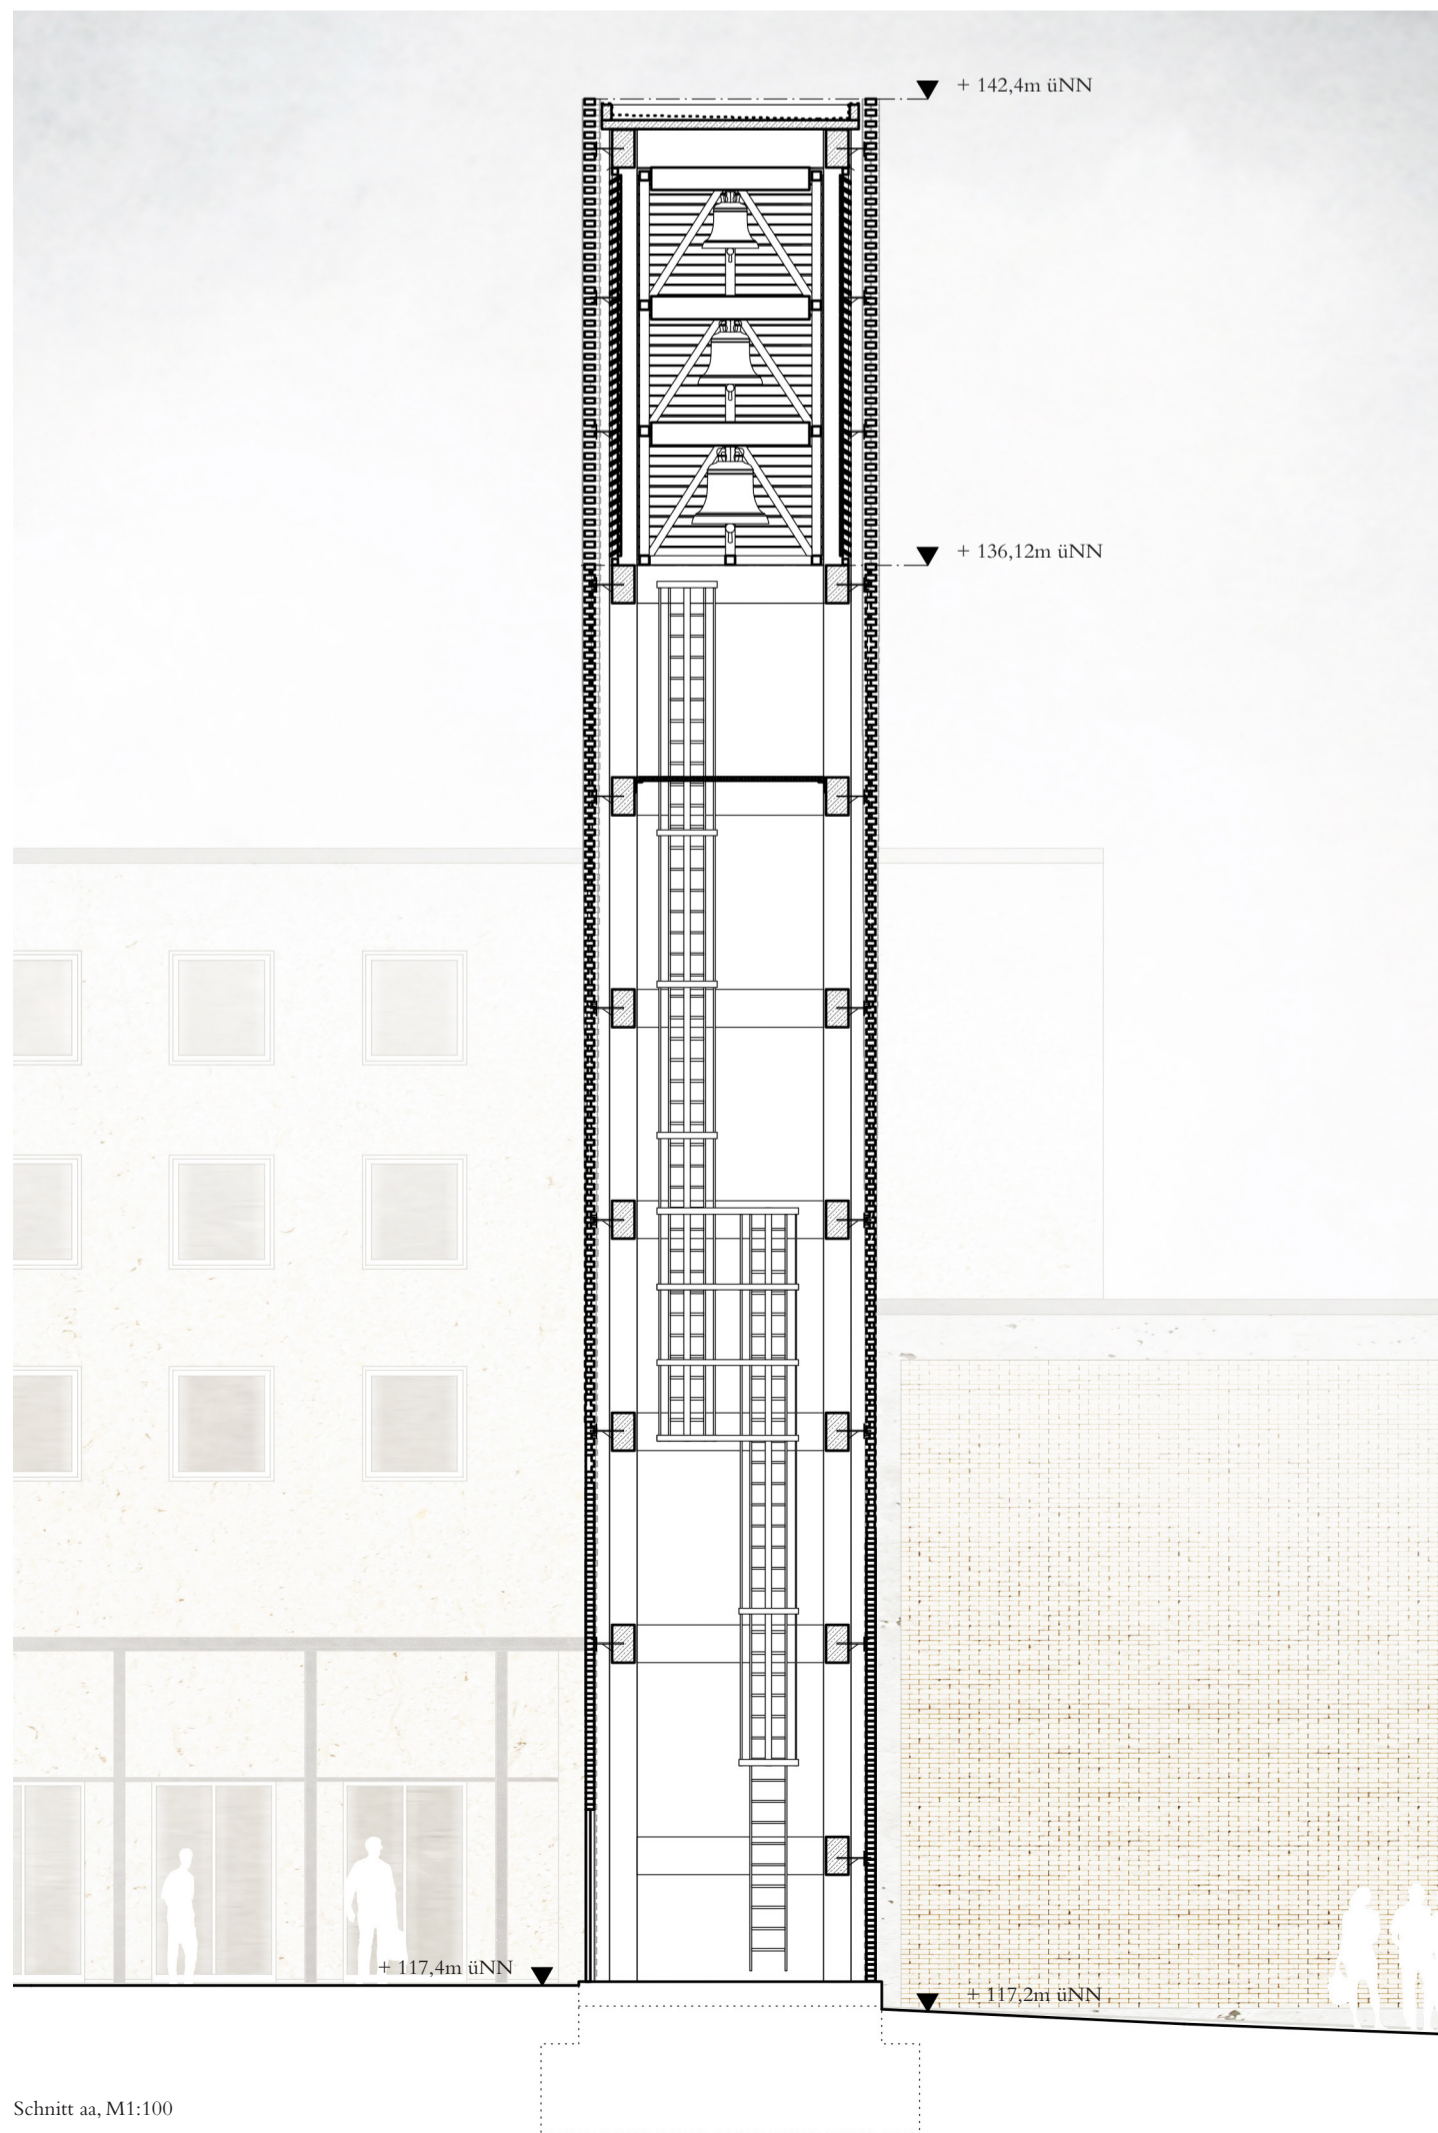 + 142,4m üNN
+ 136,12m üNN
+ 117,4m üNN
+ 117,2m üNN
Schnitt aa, M1:100